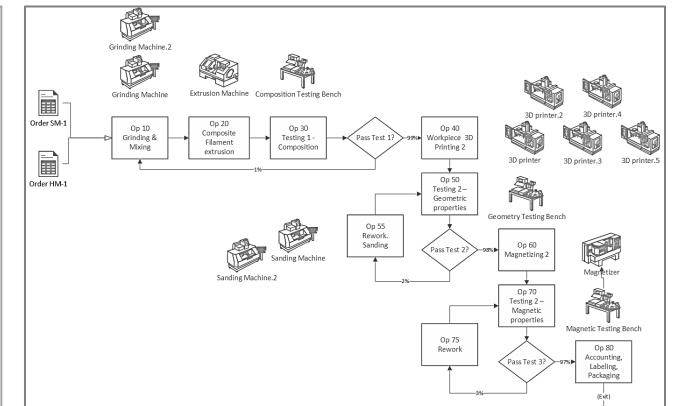 Grinding Machine.2
Grinding Machine
Extrusion Machine
Composition Testing Bench
3D printer.2
3D printer.4
3D printer
3D printer.3
3D printer.5
Order SM-1
Order HM-1
Op 10
Grinding &
Mixing
Op 20
Composite
Filament
extrusion
Op 30
Testing 1 -
Composition
Pass Test 1?
99%
1%
Op 40
Workpiece 3D
Printing 2
Op 50
Testing 2 –
Geometric
properties
Geometry Testing Bench
Op 55
Rework.
Sanding
Sanding Machine
Sanding Machine.2
Pass Test 2?
98%
2%
Op 60
Magnetizing 2
Magnetizer
Op 70
Testing 2 –
Magnetic
properties
Magnetic Testing Bench
Op 75
Rework
Pass Test 3?
97%
3%
Op 80
Accounting,
Labeling,
Packaging
(Exit)